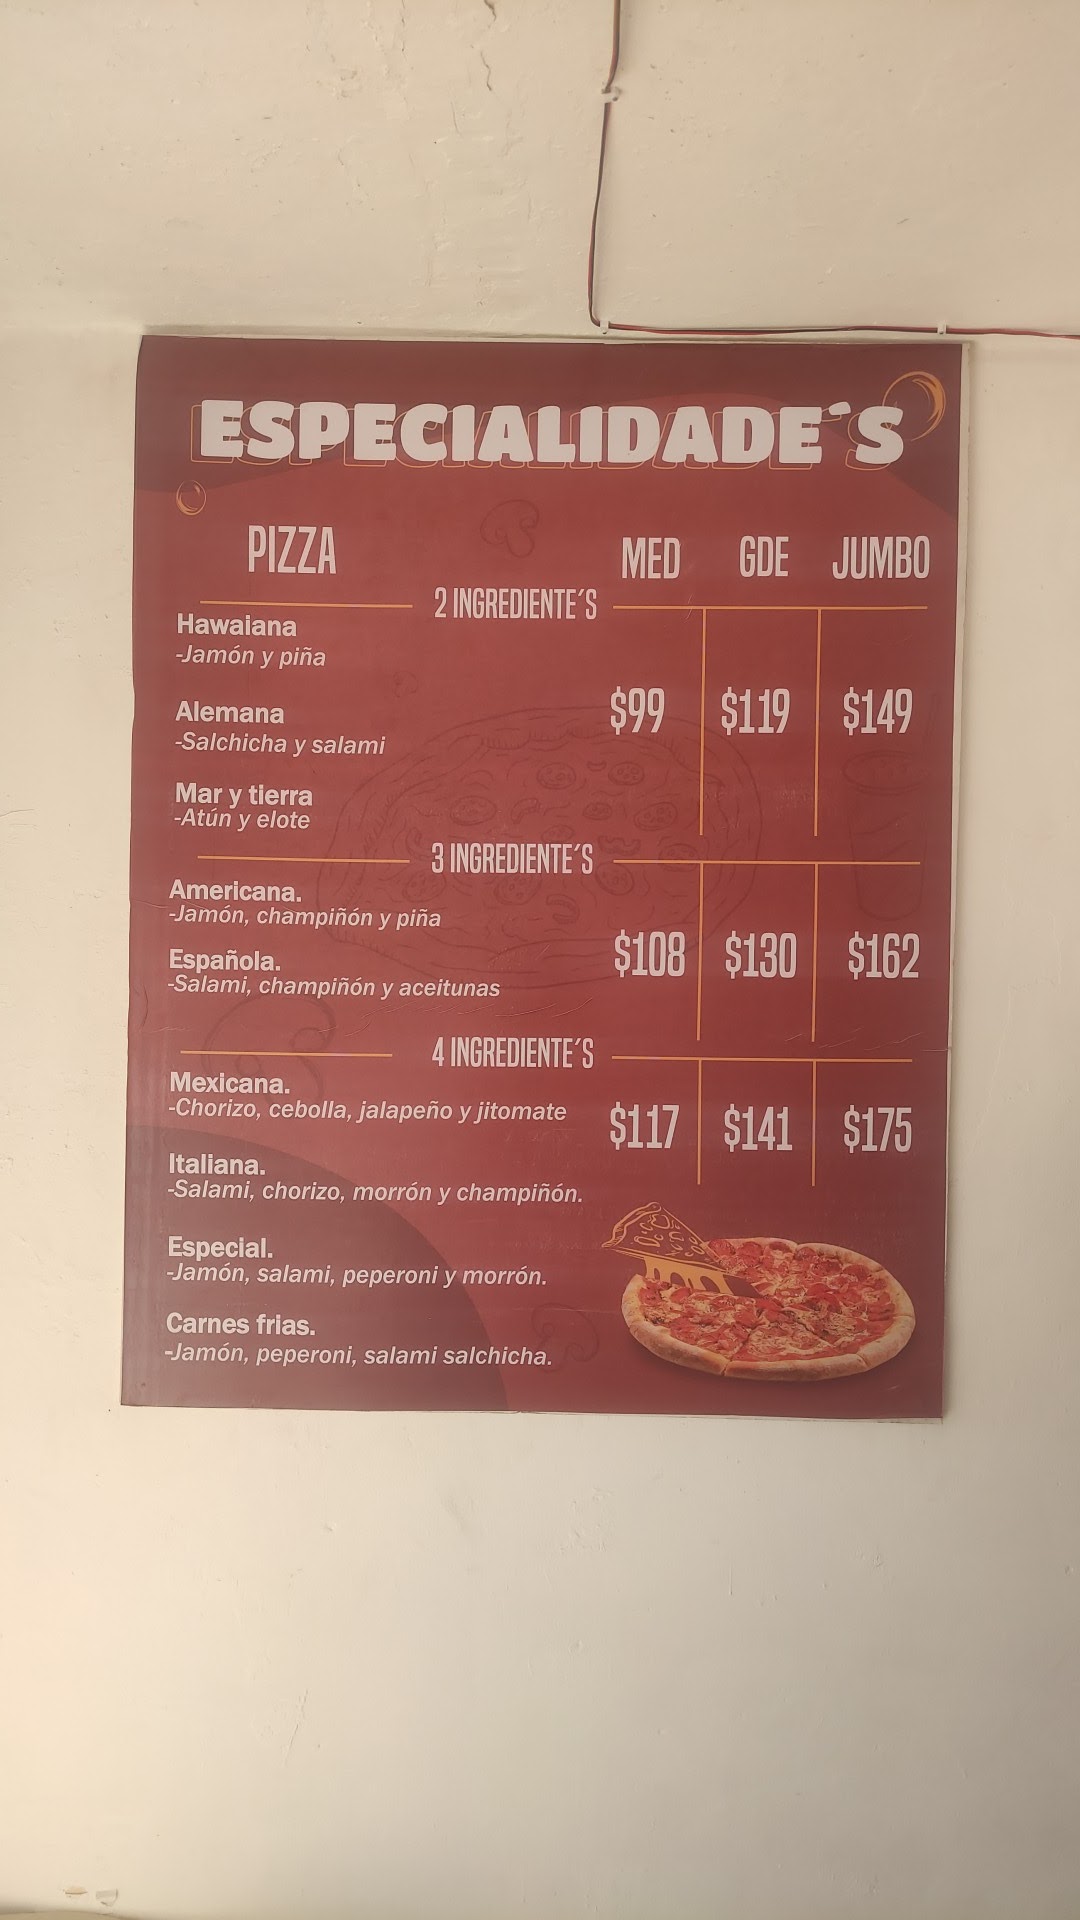 ESPECIALIDADE´S
PIZZA MED GDE JUMBO
2 INGREDIENTE´S
Hawaiana
-Jamón y piña
Alemana
-Salchicha y salami
$99 $119 $149
Mar y tierra
-Atún y elote
3 INGREDIENTE´S
Americana.
-Jamón, champiñón y piña
Española.
-Salami, champiñón y aceitunas
$108 $130 $162
4 INGREDIENTE´S
Mexicana.
-Chorizo, cebolla, jalapeño y jitomate
$117 $141 $175
Italiana.
-Salami, chorizo, morrón y champiñón.
Especial.
-Jamón, salami, peperoni y morrón.
Carnes frias.
-Jamón, peperoni, salami salchicha.